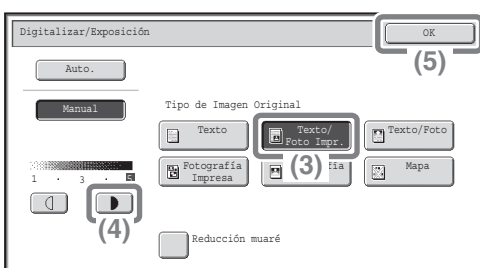 Digitalizar/Exposición
OK
(5)
Auto.
Manual
Tipo de Imagen Original
Texto
Texto/
Foto Impr.
Texto/Foto
(3)
Fotografía
Impresa
Mapa
1 3 5
(4)
Reducción muaré